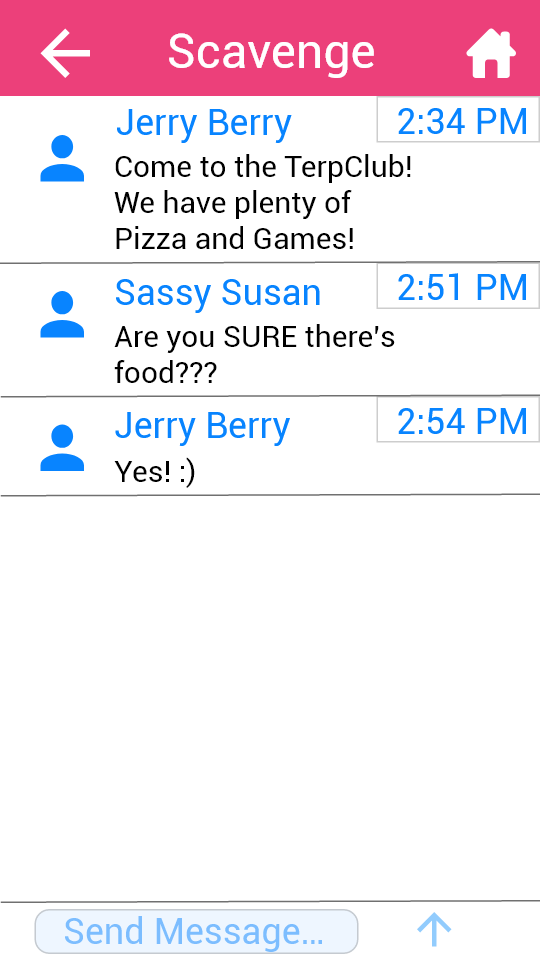 Scavenge
Jerry Berry 2:34 PM
Come to the TerpClub!
We have plenty of
Pizza and Games!
Sassy Susan 2:51 PM
Are you SURE there's
food???
Jerry Berry 2:54 PM
Yes! :)
Send Message...